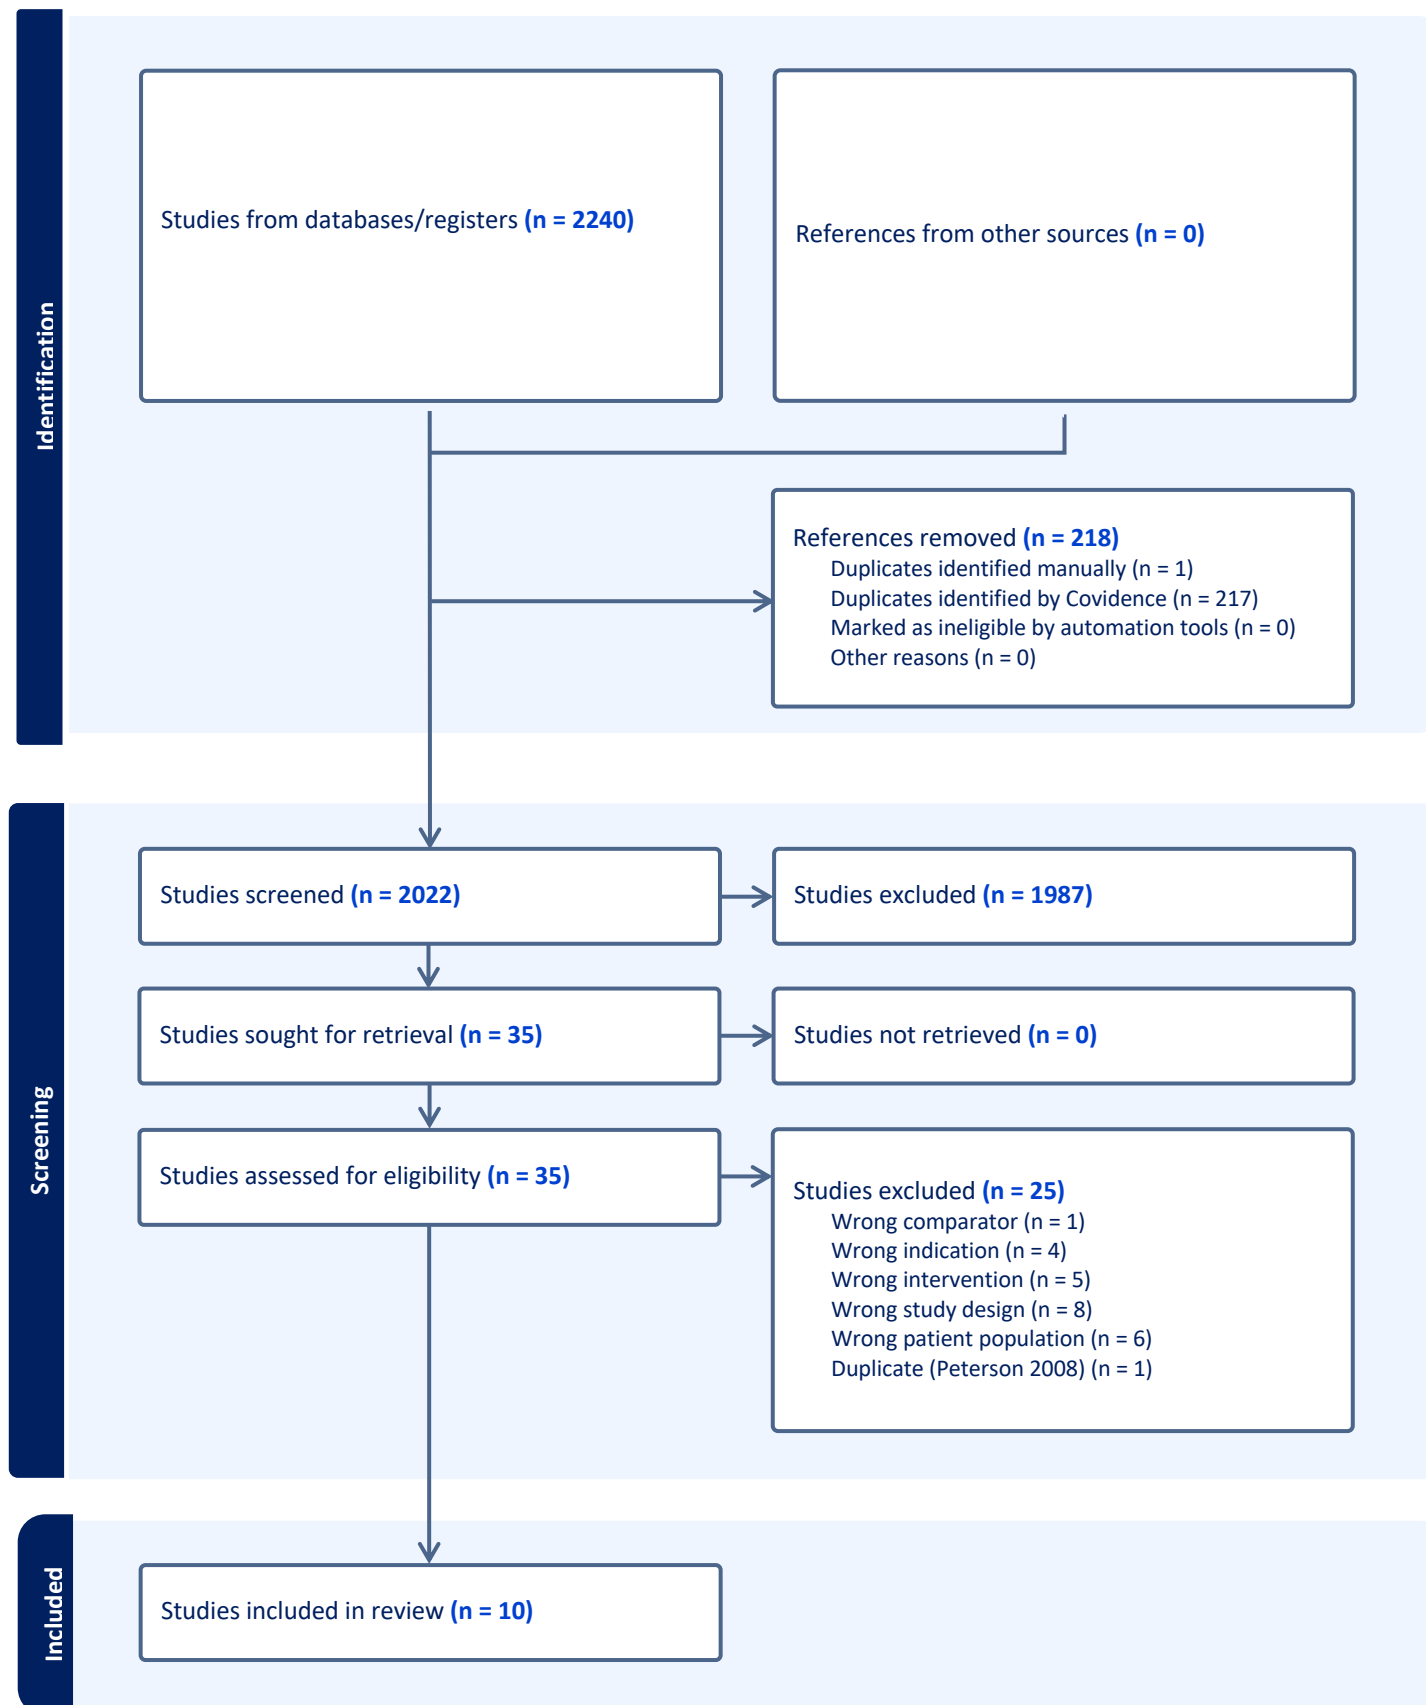 Identification
Studies from databases/registers (n = 2240)
References from other sources (n = 0)
References removed (n = 218)
Duplicates identified manually (n = 1)
Duplicates identified by Covidence (n = 217)
Marked as ineligible by automation tools (n = 0)
Other reasons (n = 0)
Screening
Studies screened (n = 2022)
Studies excluded (n = 1987)
Studies sought for retrieval (n = 35)
Studies not retrieved (n = 0)
Studies assessed for eligibility (n = 35)
Studies excluded (n = 25)
Wrong comparator (n = 1)
Wrong indication (n = 4)
Wrong intervention (n = 5)
Wrong study design (n = 8)
Wrong patient population (n = 6)
Duplicate (Peterson 2008) (n = 1)
Included
Studies included in review (n = 10)